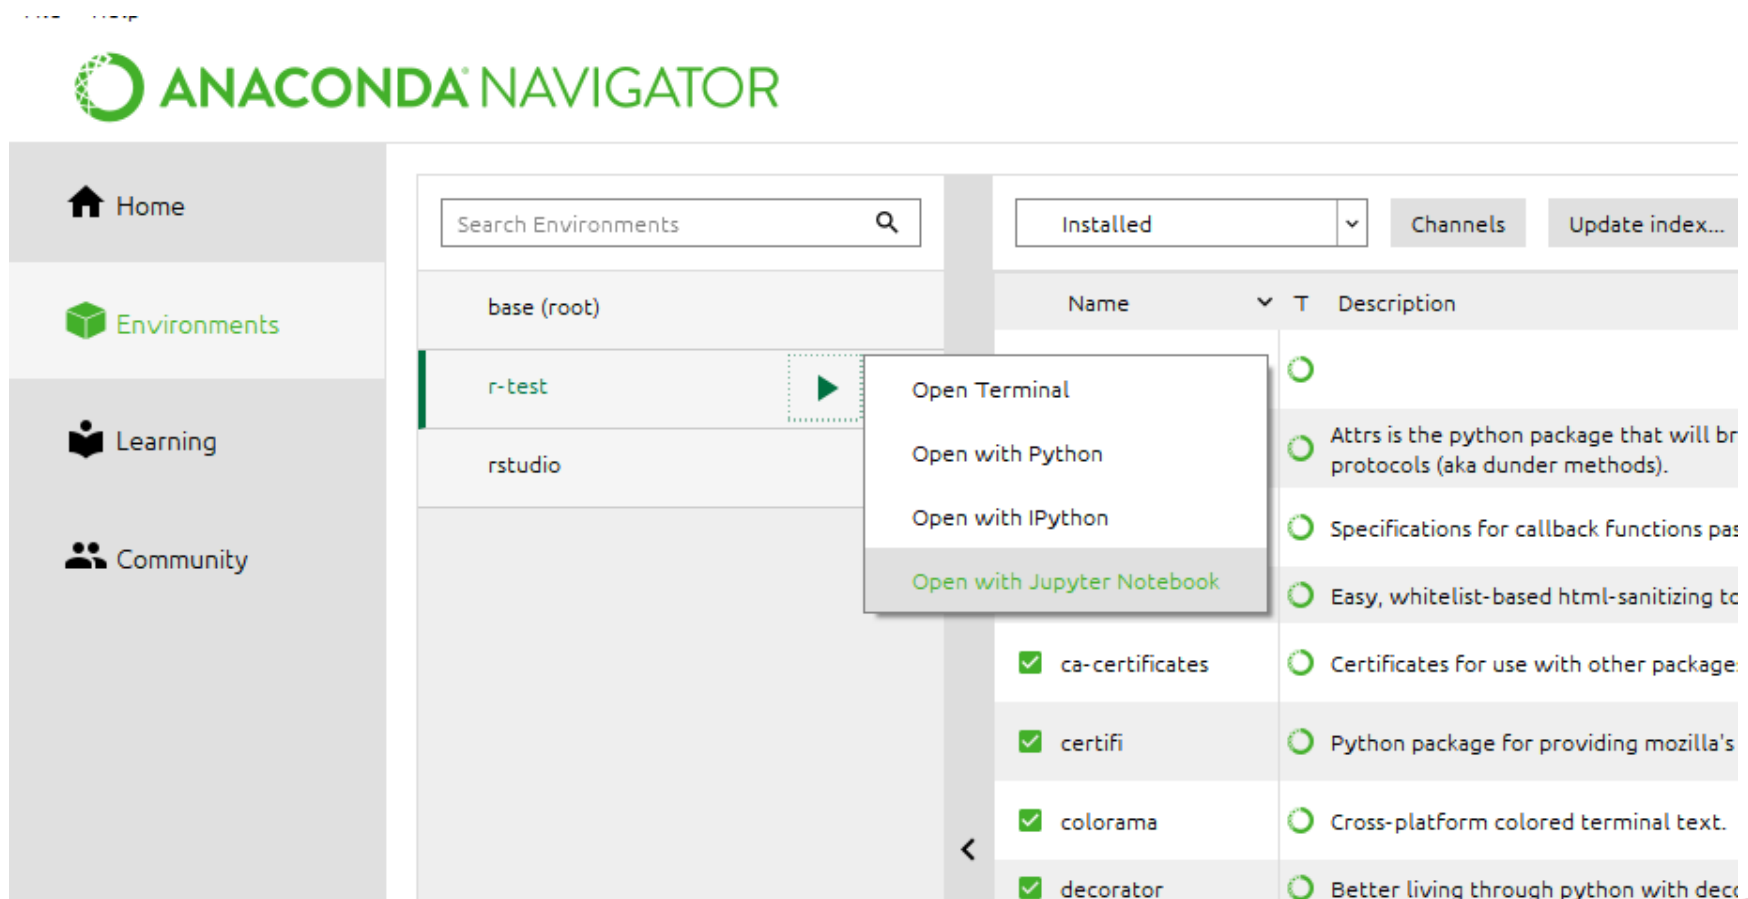 ANACONDA NAVIGATOR
Home
Environments
Learning
Community
Search Environments
base (root)
r-test
rstudio
Open Terminal
Open with Python
Open with IPython
Open with Jupyter Notebook
Installed
Channels
Update index...
Name
T
Description
Attrs is the python package that will br
protocols (aka dunder methods).
Specifications for callback functions pas
Easy, whitelist-based html-sanitizing to
ca-certificates
Certificates for use with other package
certifi
Python package for providing mozilla's
colorama
Cross-platform colored terminal text.
decorator
Better living through python with deco